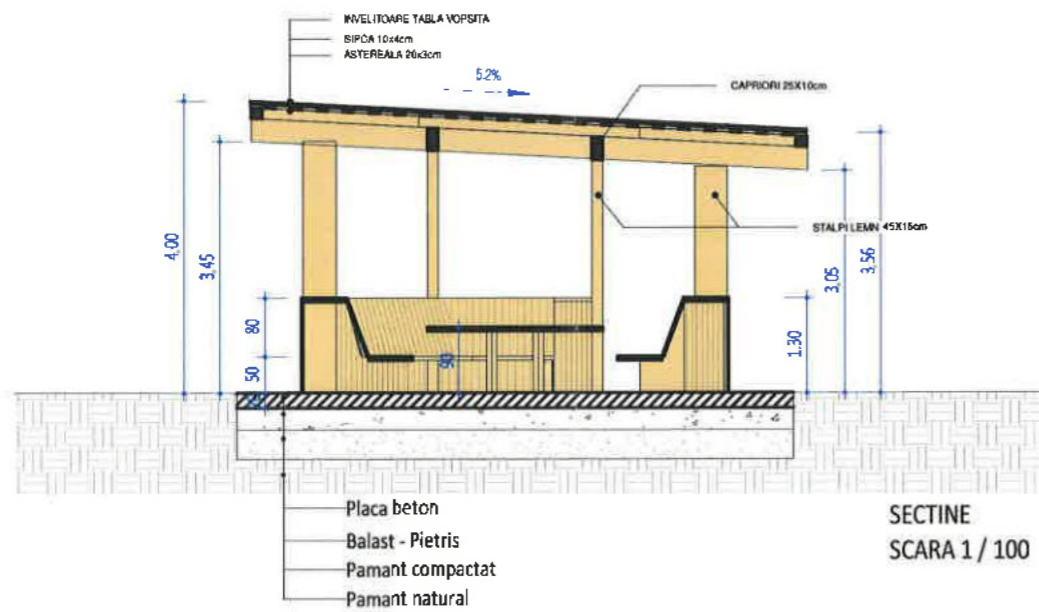 INVELITOARE TABLA VOPSITA
SIPCA 10x4cm
ASTEREALA 20x3cm
5.2%
CAPRIORI 25X10cm
STALPI LEMN 45X15cm
4,00
3,45
3,05
3,56
80
50
90
1.30
Placa beton
Balast - Pietris
Pamant compactat
Pamant natural
SECTINE
SCARA 1 / 100